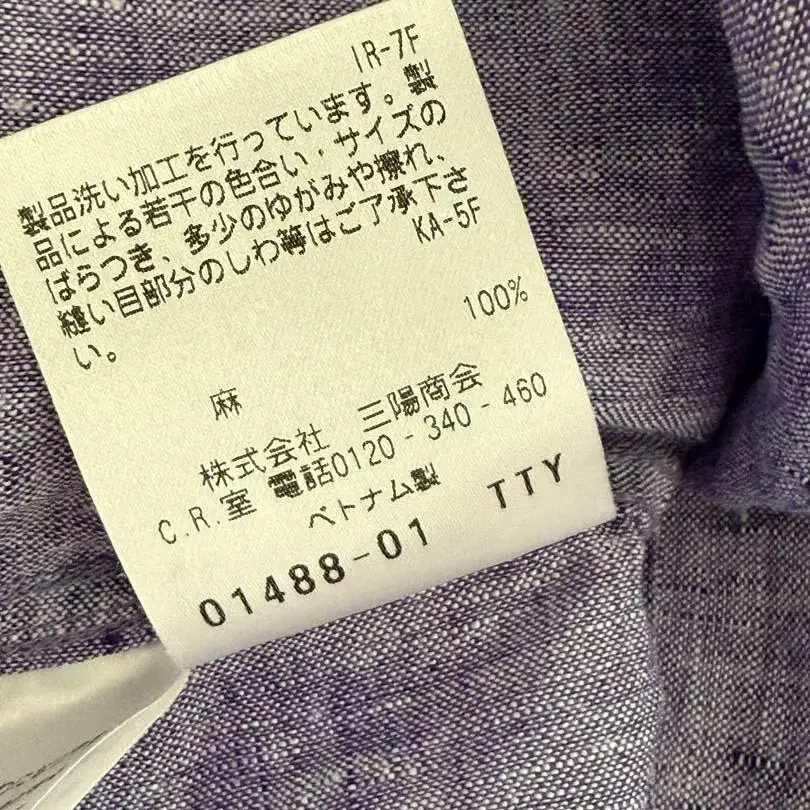 IR-7F
製品洗い加工を行っています。製
品による若干の色合い・サイズの
ばらつき、多少のゆがみや擦れ、
縫い目部分のしわ等はご了承下さ
い。
KA-5F
100%
麻
株式会社 三陽商会
C.R.室 電話0120-340-460
ベトナム製
01488-01 TTY